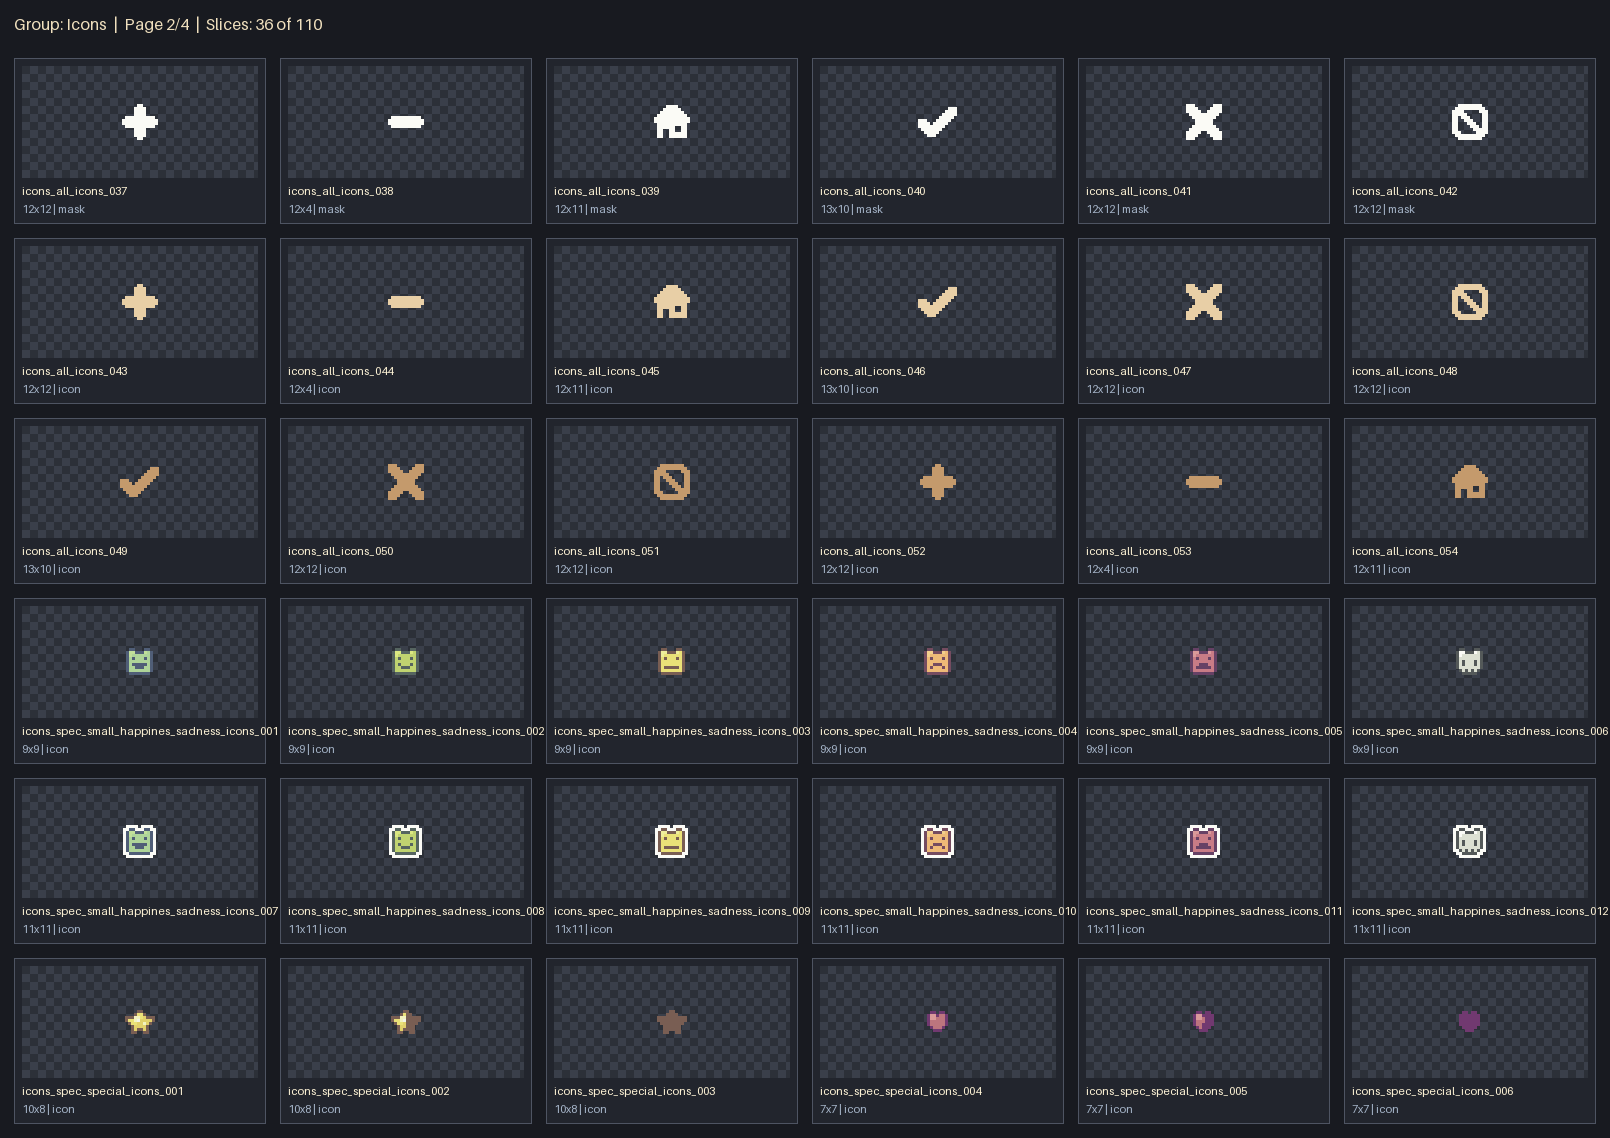 Group: Icons | Page 2/4 | Slices: 36 of 110
icons_all_icons_037
12x12|mask
icons_all_icons_038
12x4|mask
icons_all_icons_039
12x11|mask
icons_all_icons_040
13x10|mask
icons_all_icons_041
12x12|mask
icons_all_icons_042
12x12|mask
icons_all_icons_043
12x12|icon
icons_all_icons_044
12x4|icon
icons_all_icons_045
12x11|icon
icons_all_icons_046
13x10|icon
icons_all_icons_047
12x12|icon
icons_all_icons_048
12x12|icon
icons_all_icons_049
13x10|icon
icons_all_icons_050
12x12|icon
icons_all_icons_051
12x12|icon
icons_all_icons_052
12x12|icon
icons_all_icons_053
12x4|icon
icons_all_icons_054
12x11|icon
icons_spec_small_happines_sadness_icons_001
9x9|icon
icons_spec_small_happines_sadness_icons_002
9x9|icon
icons_spec_small_happines_sadness_icons_003
9x9|icon
icons_spec_small_happines_sadness_icons_004
9x9|icon
icons_spec_small_happines_sadness_icons_005
9x9|icon
icons_spec_small_happines_sadness_icons_006
9x9|icon
icons_spec_small_happines_sadness_icons_007
11x11|icon
icons_spec_small_happines_sadness_icons_008
11x11|icon
icons_spec_small_happines_sadness_icons_009
11x11|icon
icons_spec_small_happines_sadness_icons_010
11x11|icon
icons_spec_small_happines_sadness_icons_011
11x11|icon
icons_spec_small_happines_sadness_icons_012
11x11|icon
icons_spec_special_icons_001
10x8|icon
icons_spec_special_icons_002
10x8|icon
icons_spec_special_icons_003
10x8|icon
icons_spec_special_icons_004
7x7|icon
icons_spec_special_icons_005
7x7|icon
icons_spec_special_icons_006
7x7|icon